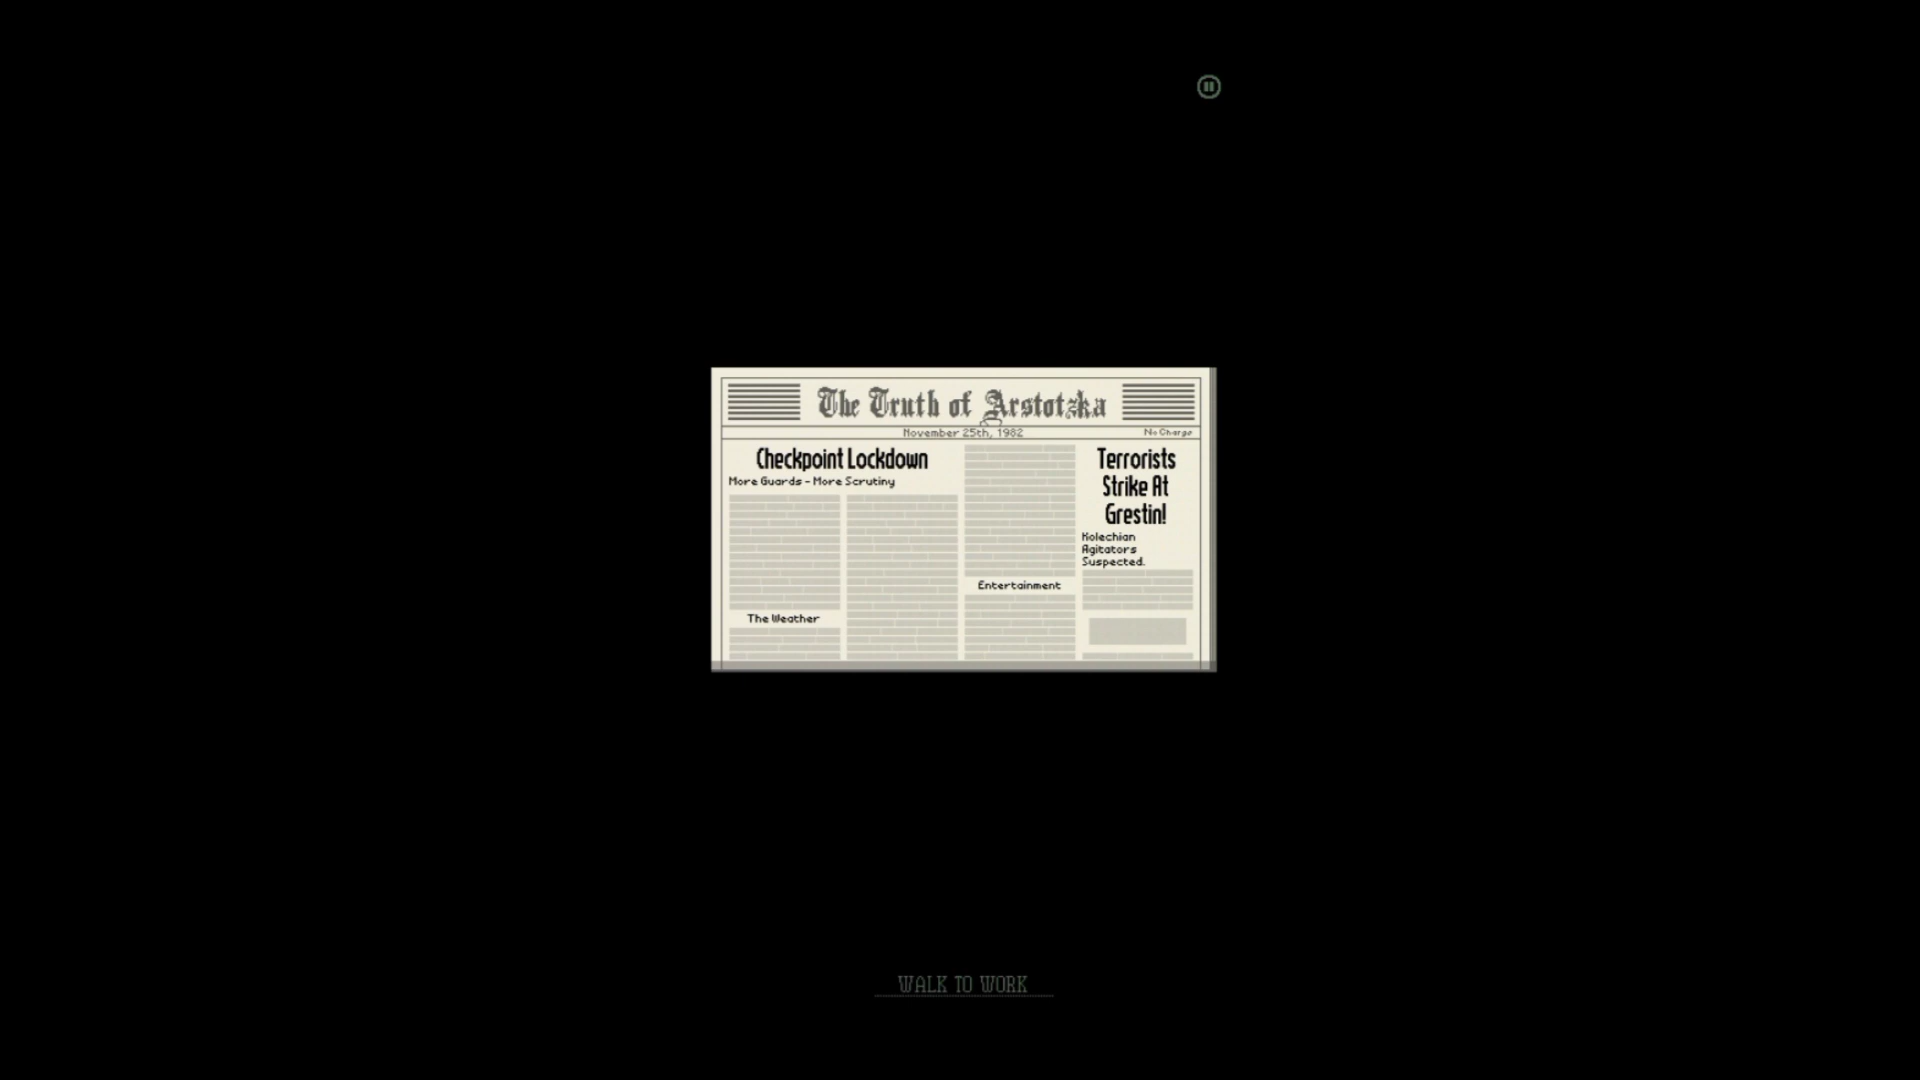 The Truth of Arstotzka
November 25th, 1982
No Charge
Checkpoint Lockdown
More Guards - More Scrutiny
The Weather
Entertainment
Terrorists
Strike At
Grestin!
Kolechian
Agitators
Suspected.
WALK TO WORK